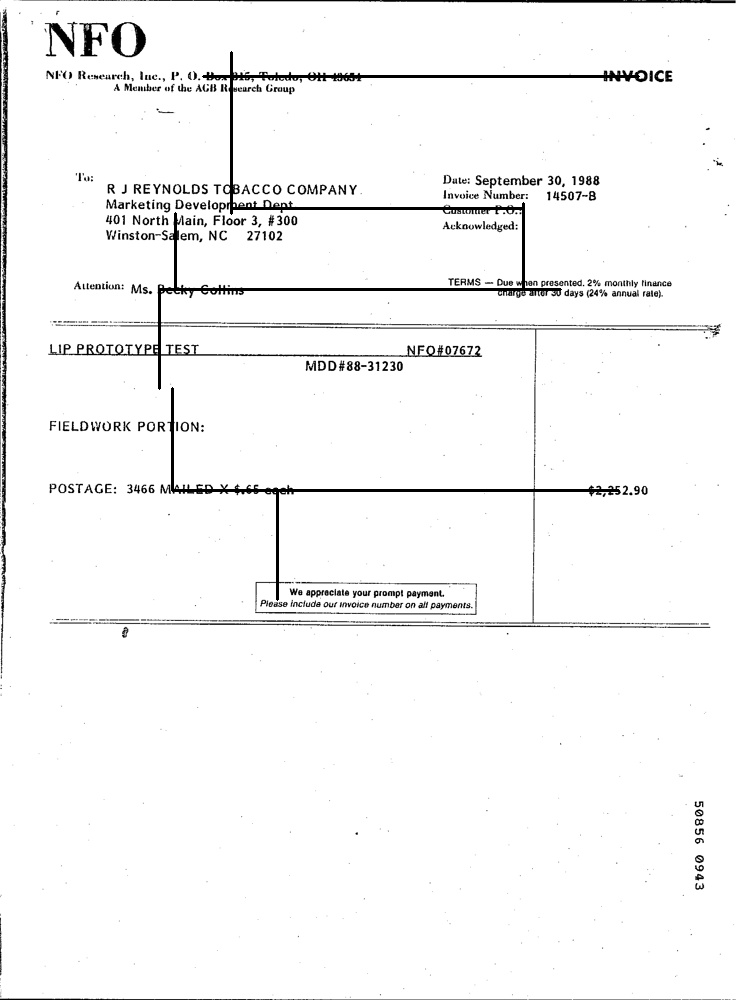 NFO
NFO Research, Inc., P. O. Box 315, Toledo, OH 43654
INVOICE
A Member of the AGB Research Group
To:
R J REYNOLDS TOBACCO COMPANY
Marketing Development Dept
401 North Main, Floor 3, #300
Winston-Salem, NC 27102
Date: September 30, 1988
Invoice Number: 14507-B
Customer P.O.:
Acknowledged:
Attention: Ms. Becky Collins
TERMS — Due when presented. 2% monthly finance
charge after 30 days (24% annual rate).
LIP PROTOTYPE TEST NFO#07672
MDD#88-31230
FIELDWORK PORTION:
POSTAGE: 3466 MAILED X $.65 each $2,252.90
We appreciate your prompt payment.
Please include our invoice number on all payments.
50856 0943